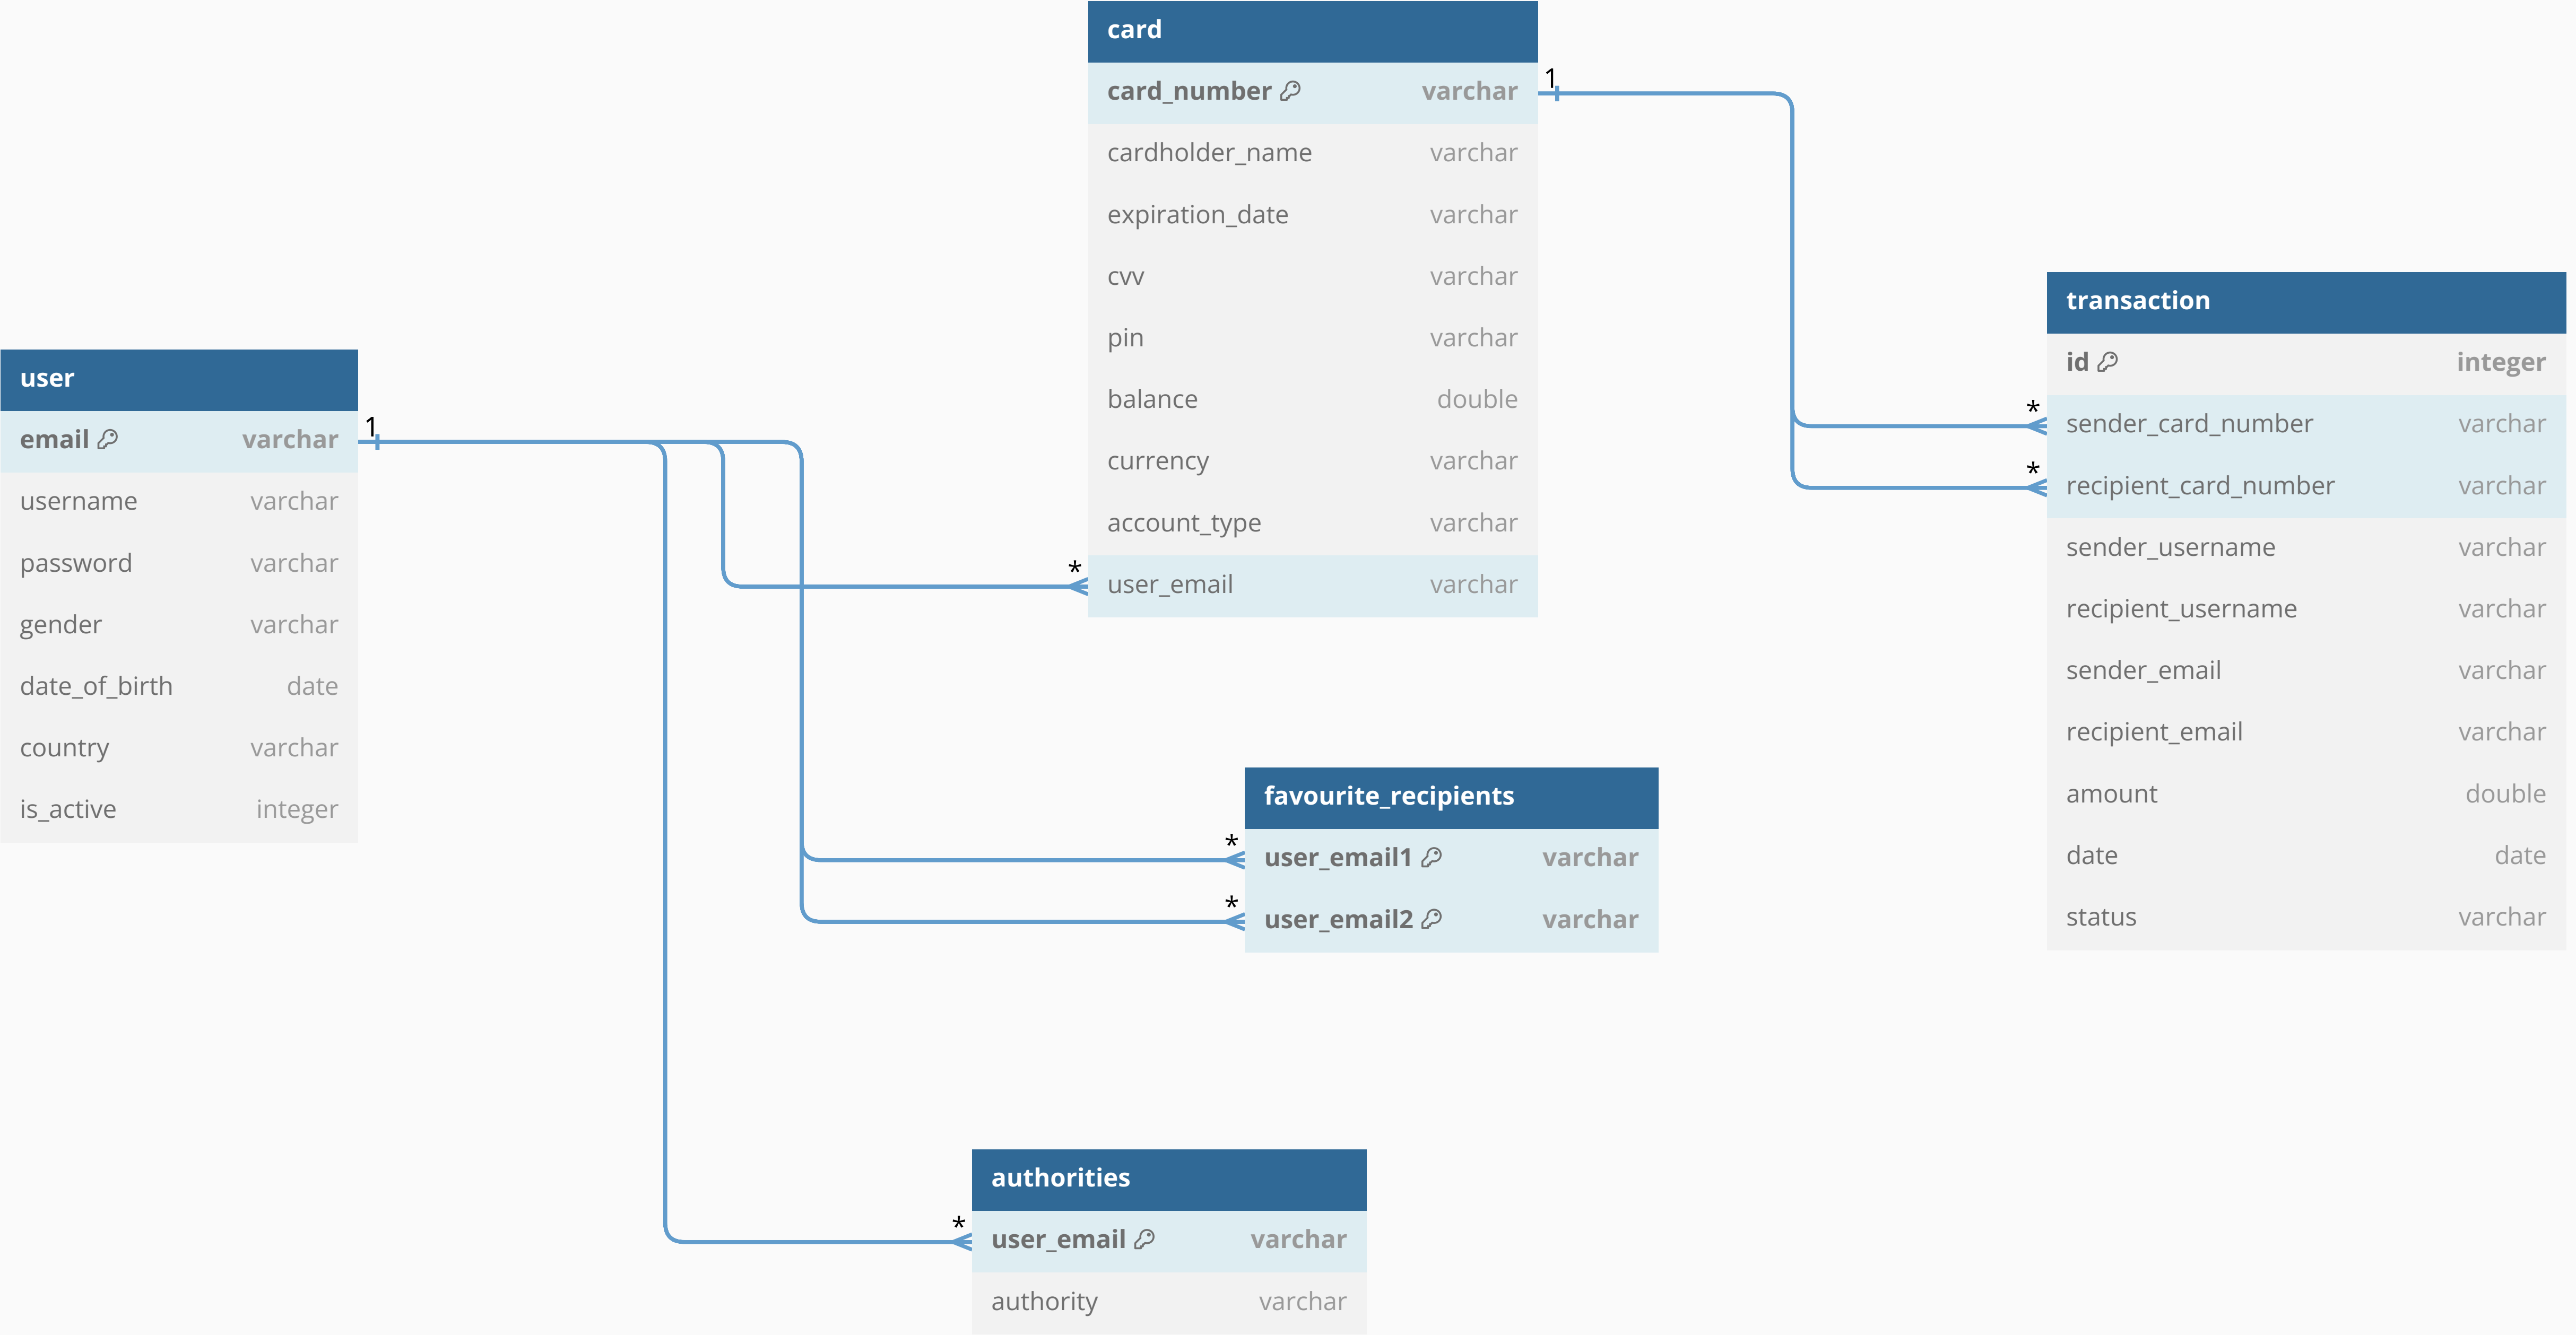 card
card_number varchar
cardholder_name varchar
expiration_date varchar
cvv varchar
pin varchar
balance double
currency varchar
account_type varchar
user_email varchar
1
*
user
email varchar
username varchar
password varchar
gender varchar
date_of_birth date
country varchar
is_active integer
1
transaction
id integer
* sender_card_number varchar
* recipient_card_number varchar
sender_username varchar
recipient_username varchar
sender_email varchar
recipient_email varchar
amount double
date date
status varchar
favourite_recipients
* user_email1 varchar
* user_email2 varchar
authorities
* user_email varchar
authority varchar